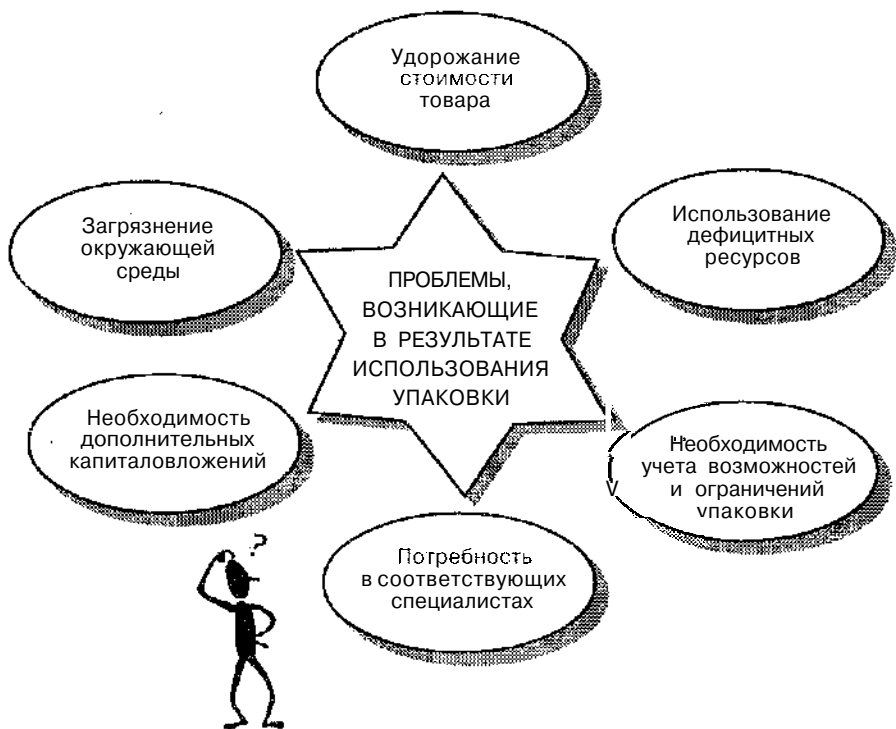 Удорожание
стоимости
товара
Загрязнение
окружающей
среды
Использование
дефицитных
ресурсов
ПРОБЛЕМЫ,
ВОЗНИКАЮЩИЕ
В РЕЗУЛЬТАТЕ
ИСПОЛЬЗОВАНИЯ
УПАКОВКИ
Необходимость
дополнительных
капиталовложений
Необходимость
учета возможностей
и ограничений
упаковки
Потребность
в соответствующих
специалистах
?